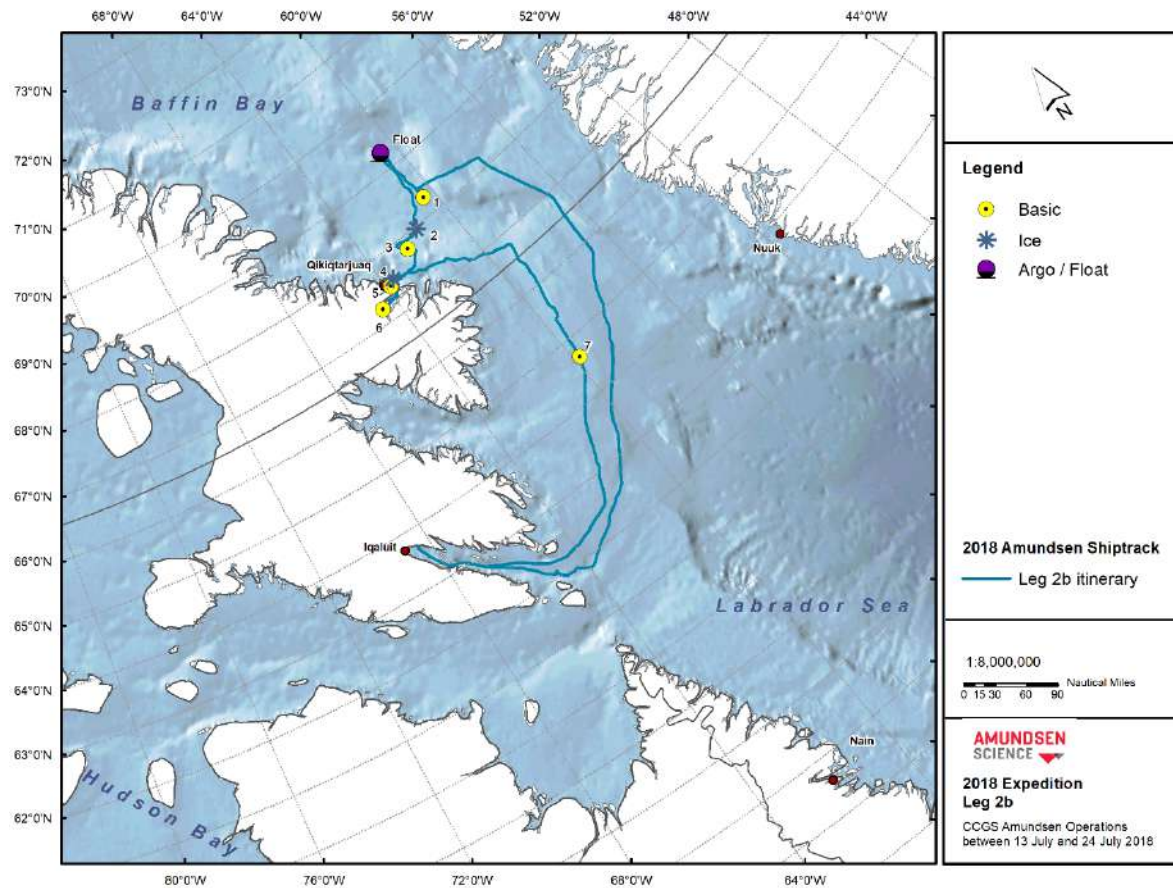 68°0'W 64°0'W 60°0'W 56°0'W 52°0'W 48°0'W 44°0'W
73°0'N
72°0'N
71°0'N
70°0'N
69°0'N
68°0'N
67°0'N
66°0'N
65°0'N
64°0'N
63°0'N
62°0'N
80°0'W 76°0'W 72°0'W 68°0'W 64°0'W
Baffin Bay
Float
1
2
3
Qikiqtarjuaq
4
5
6
7
Nuuk
Iqaluit
Labrador Sea
Nain
Hudson Bay
N
Legend
Basic
Ice
Argo / Float
2018 Amundsen Shiptrack
Leg 2b itinerary
1:8,000,000
Nautical Miles
0 15 30 60 90
AMUNDSEN
SCIENCE
2018 Expedition
Leg 2b
CCGS Amundsen Operations
between 13 July and 24 July 2018